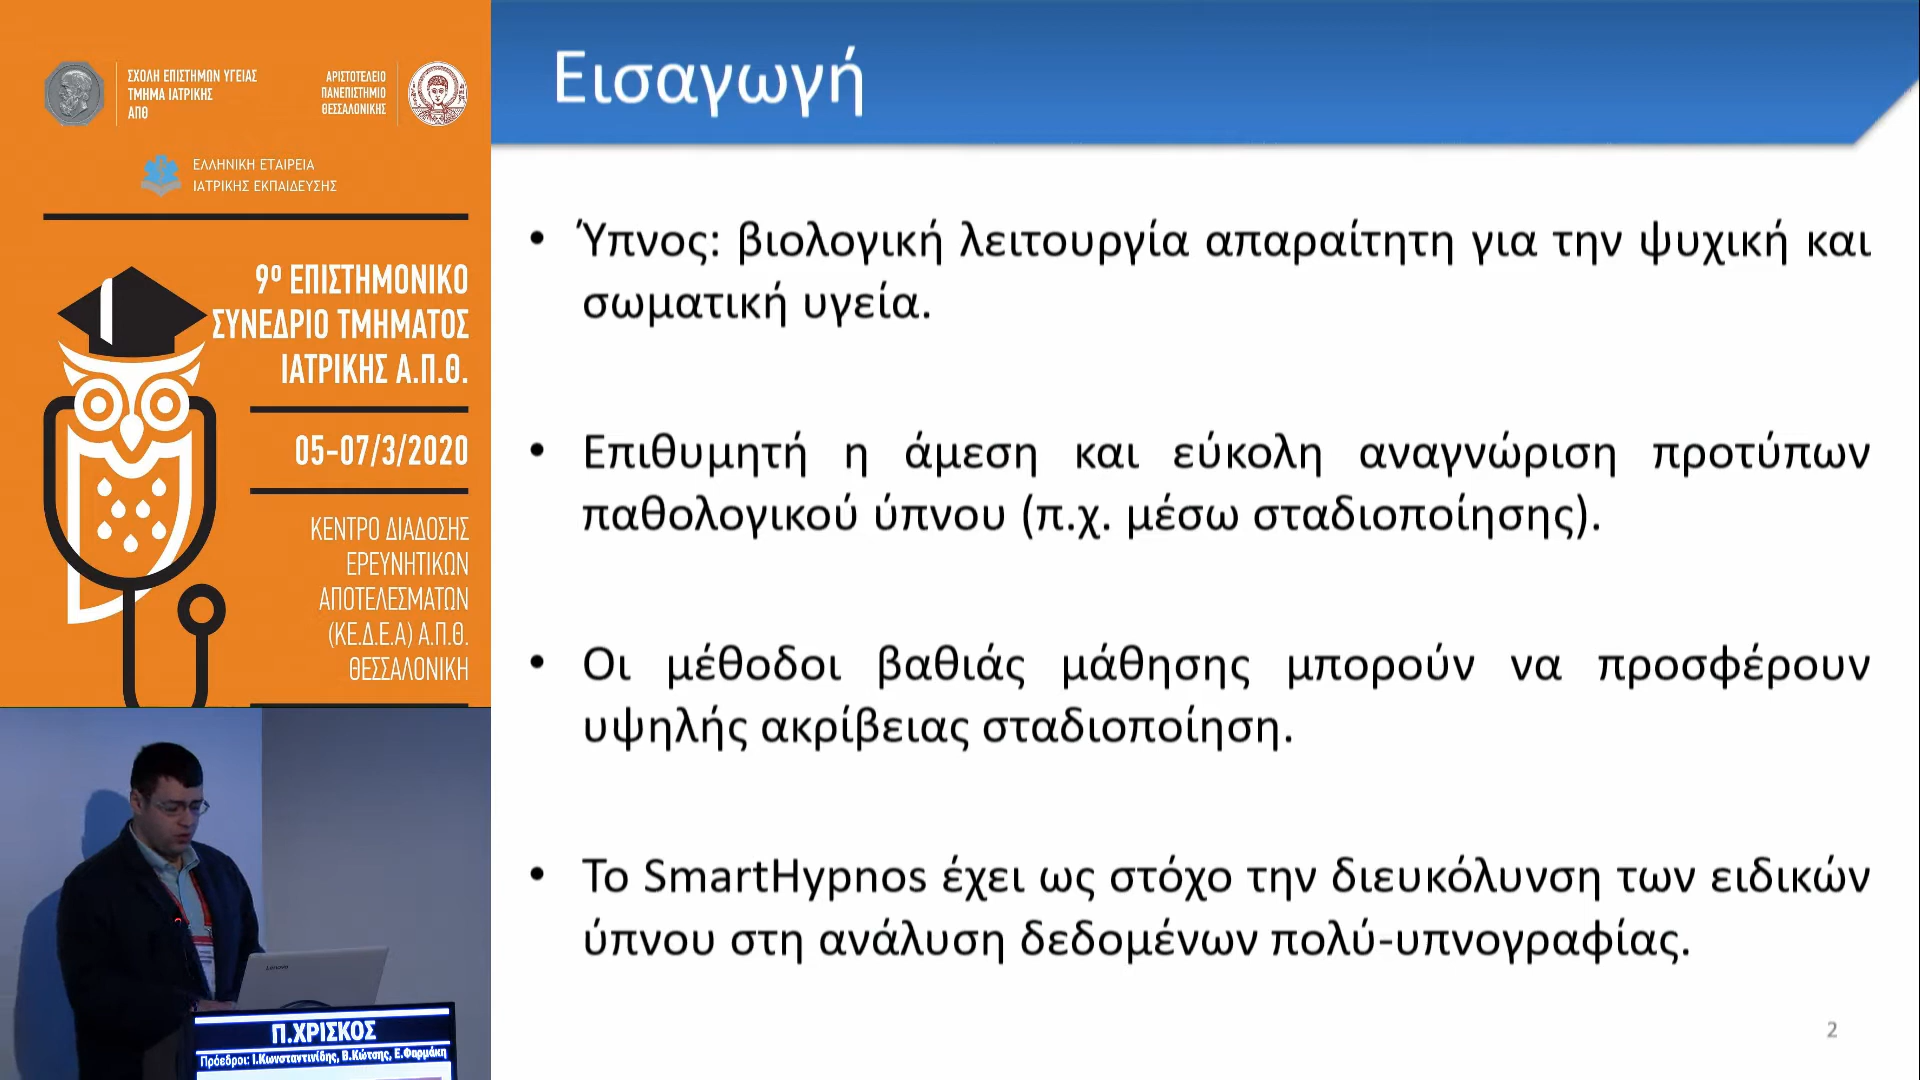 ΣΧΟΛΗ ΕΠΙΣΤΗΜΩΝ ΥΓΕΙΑΣ
ΤΜΗΜΑ ΙΑΤΡΙΚΗΣ
ΑΠΘ
ΑΡΙΣΤΟΤΕΛΕΙΟ
ΠΑΝΕΠΙΣΤΗΜΙΟ
ΘΕΣΣΑΛΟΝΙΚΗΣ
ΕΛΛΗΝΙΚΗ ΕΤΑΙΡΕΙΑ
ΙΑΤΡΙΚΗΣ ΕΚΠΑΙΔΕΥΣΗΣ
9ο ΕΠΙΣΤΗΜΟΝΙΚΟ
ΣΥΝΕΔΡΙΟ ΤΜΗΜΑΤΟΣ
ΙΑΤΡΙΚΗΣ Α.Π.Θ.
05-07/3/2020
ΚΕΝΤΡΟ ΔΙΑΔΟΣΗΣ
ΕΡΕΥΝΗΤΙΚΩΝ
ΑΠΟΤΕΛΕΣΜΑΤΩΝ
(ΚΕ.Δ.Ε.Α) Α.Π.Θ.
ΘΕΣΣΑΛΟΝΙΚΗ
Lenovo
Π.ΧΡΙΣΚΟΣ
Πρόεδροι: Ι.Κωνσταντινίδης, Β.Κώτσης, Ε.Φαρμάκη
Εισαγωγή
• Ύπνος: βιολογική λειτουργία απαραίτητη για την ψυχική και
σωματική υγεία.
• Επιθυμητή η άμεση και εύκολη αναγνώριση προτύπων
παθολογικού ύπνου (π.χ. μέσω σταδιοποίησης).
• Οι μέθοδοι βαθιάς μάθησης μπορούν να προσφέρουν
υψηλής ακρίβειας σταδιοποίηση.
• Το SmartHypnos έχει ως στόχο την διευκόλυνση των ειδικών
ύπνου στη ανάλυση δεδομένων πολύ-υπνογραφίας.
2